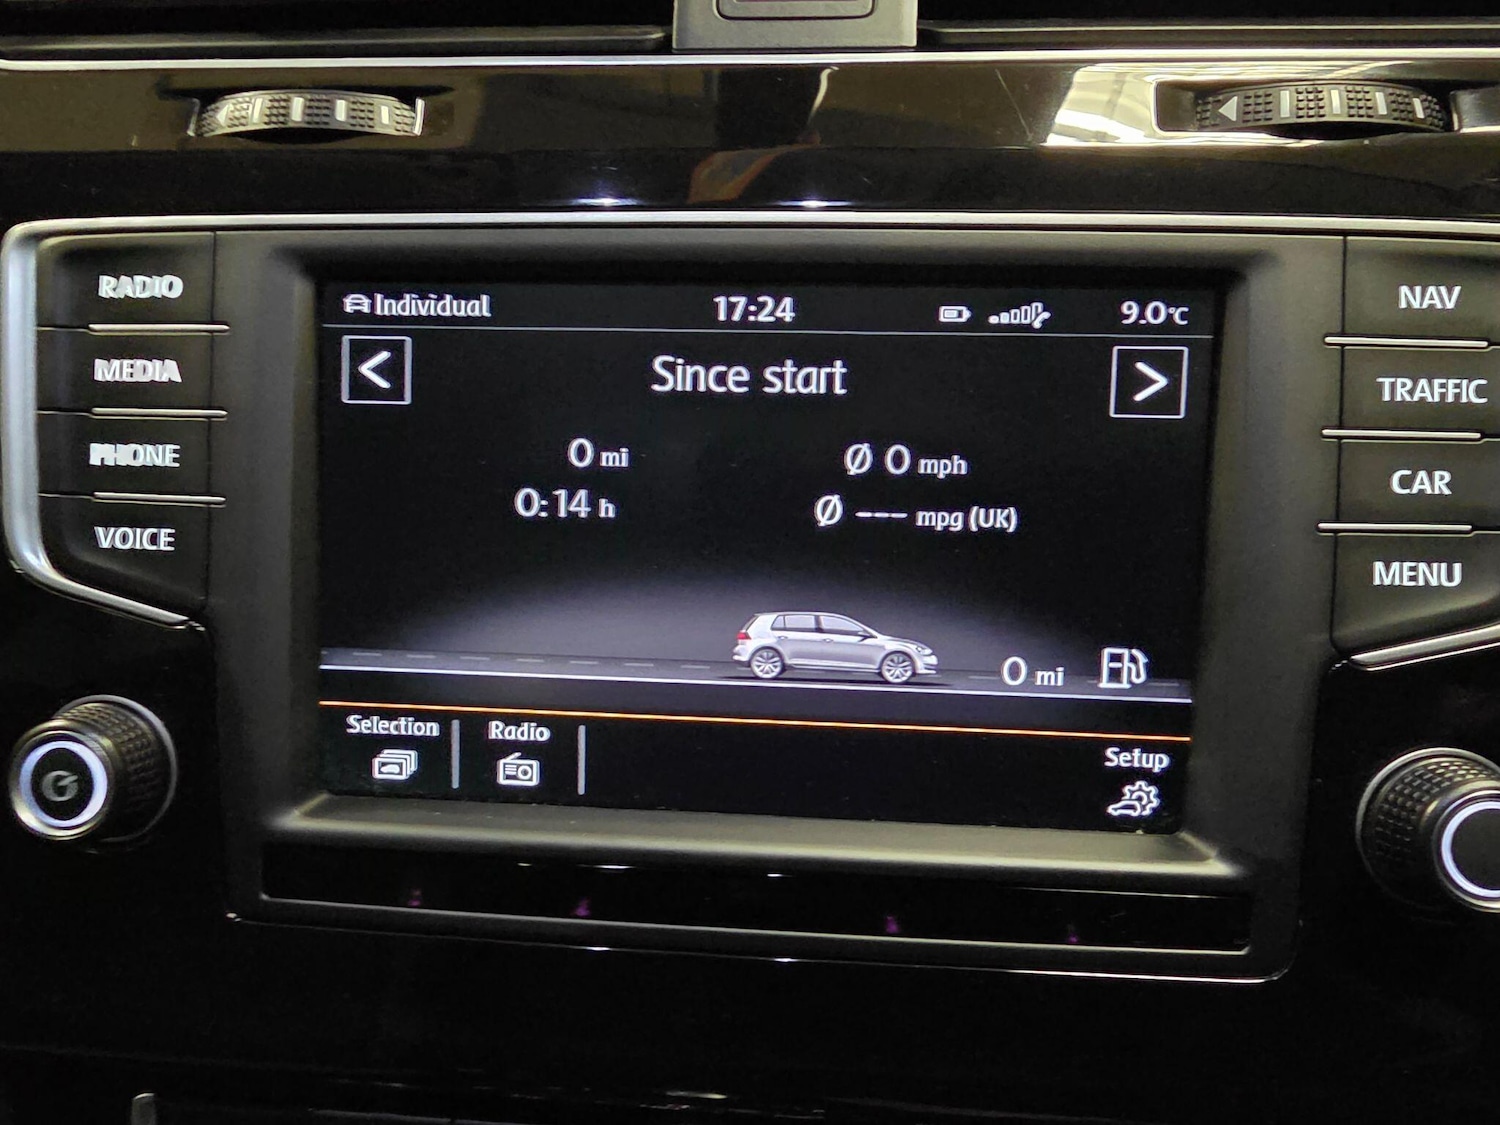 RADIO
MEDIA
PHONE
VOICE
Individual 17:24 9.0°C
< Since start >
0 mi Ø 0 mph
0:14 h Ø --- mpg (UK)
0 mi
Selection Radio
Setup
NAV
TRAFFIC
CAR
MENU